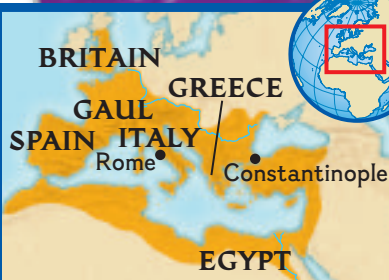 BRITAIN
GREECE
GAUL
SPAIN ITALY
Rome
Constantinople
EGYPT